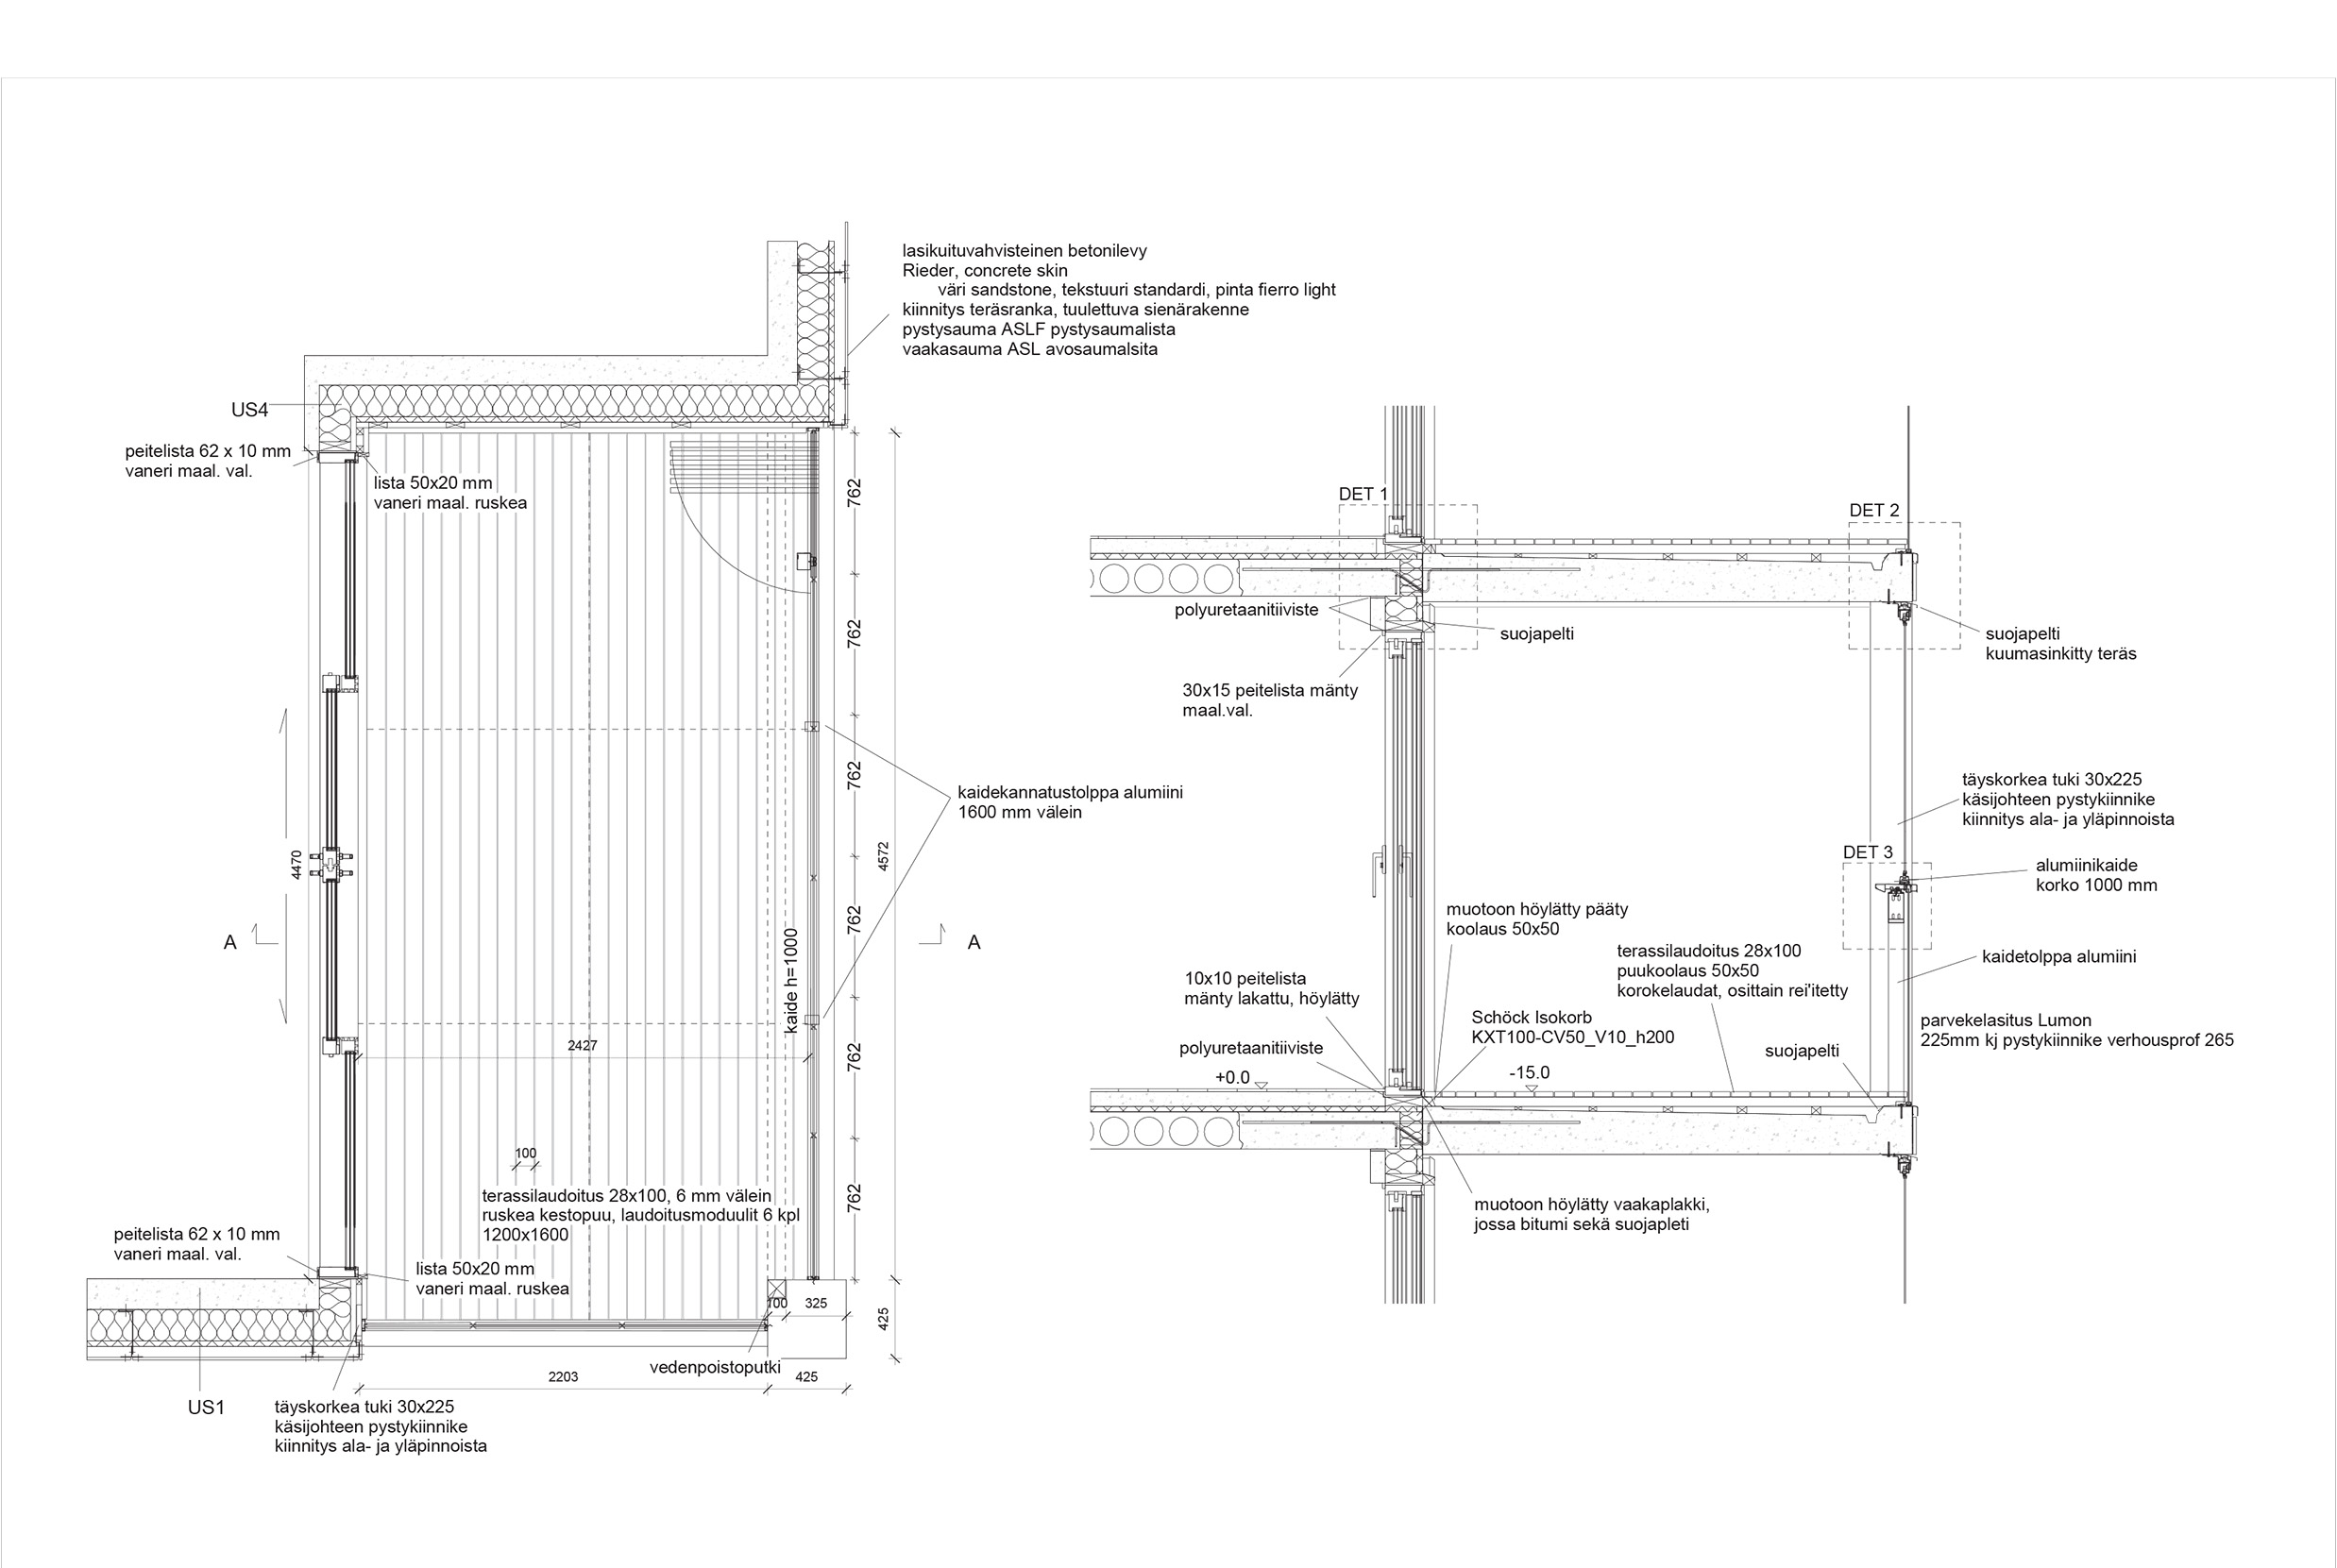 lasikuituvahvisteinen betonilevy
Rieder, concrete skin
väri sandstone, tekstuuri standardi, pinta fierro light
kiinnitys teräsranka, tuulettuva sienärakenne
pystysauma ASLF pystysaumalista
vaakasauma ASL avosaumalsita
US4
peitelista 62 x 10 mm
vaneri maal. val.
lista 50x20 mm
vaneri maal. ruskea
762
762
762
762
762
762
4572
4470
kaidekannatustolppa alumiini
1600 mm välein
A
A
kaide h=1000
2427
100
terassilaudoitus 28x100, 6 mm välein
ruskea kestopuu, laudoitusmoduulit 6 kpl
1200x1600
peitelista 62 x 10 mm
vaneri maal. val.
lista 50x20 mm
vaneri maal. ruskea
100
325
425
vedenpoistoputki
2203
425
US1
täyskorkea tuki 30x225
käsijohteen pystykiinnike
kiinnitys ala- ja yläpinnoista
DET 1
DET 2
polyuretaanitiiviste
suojapelti
suojapelti
kuumasinkitty teräs
30x15 peitelista mänty
maal.val.
täyskorkea tuki 30x225
käsijohteen pystykiinnike
kiinnitys ala- ja yläpinnoista
DET 3
alumiinikaide
korko 1000 mm
muotoon höylätty pääty
koolaus 50x50
terassilaudoitus 28x100
puukoolaus 50x50
korokelaudat, osittain rei'itetty
kaidetolppa alumiini
10x10 peitelista
mänty lakattu, höylätty
Schöck Isokorb
KXT100-CV50_V10_h200
parvekelasitus Lumon
225mm kj pystykiinnike verhousprof 265
polyuretaanitiiviste
suojapelti
+0.0
-15.0
muotoon höylätty vaakaplakki,
jossa bitumi sekä suojapleti